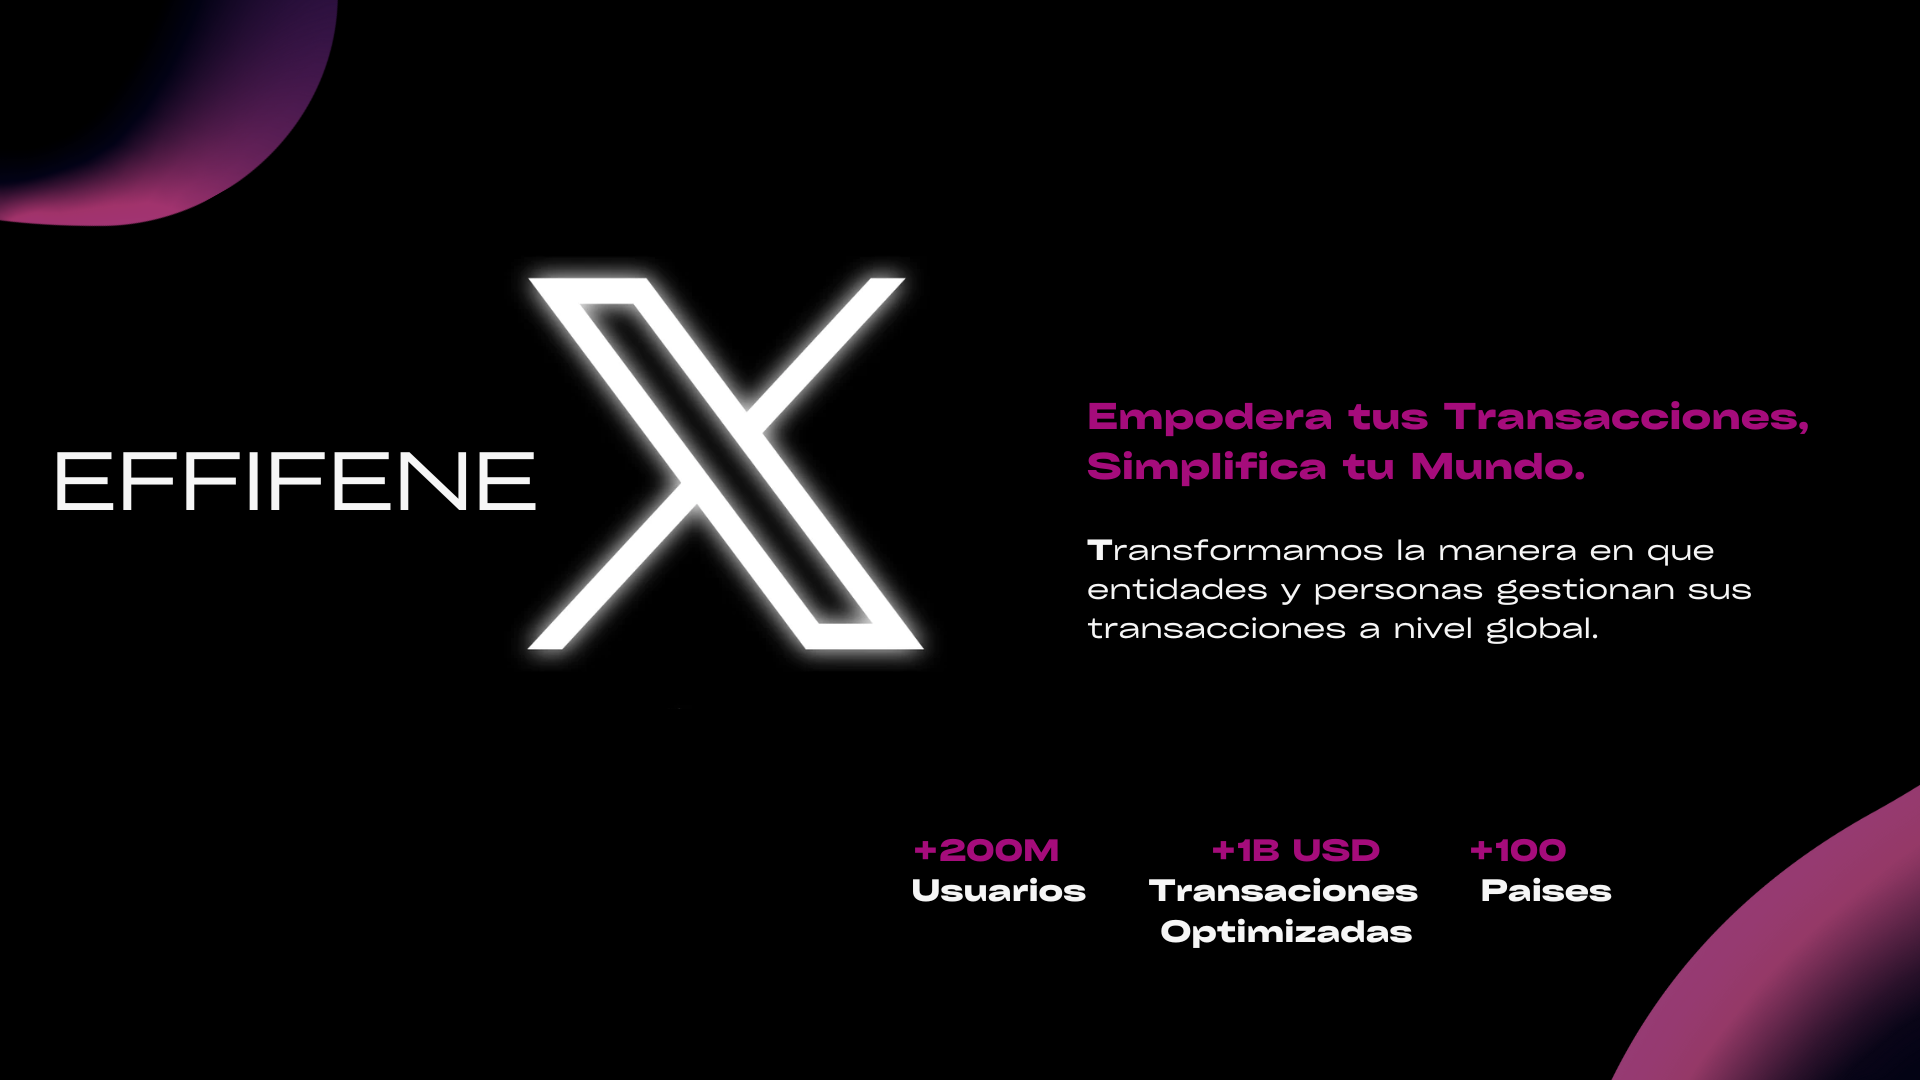 EFFIFENE X
Empodera tus Transacciones,
Simplifica tu Mundo.
Transformamos la manera en que
entidades y personas gestionan sus
transacciones a nivel global.
+200M
Usuarios
+1B USD
Transaciones
Optimizadas
+100
Paises